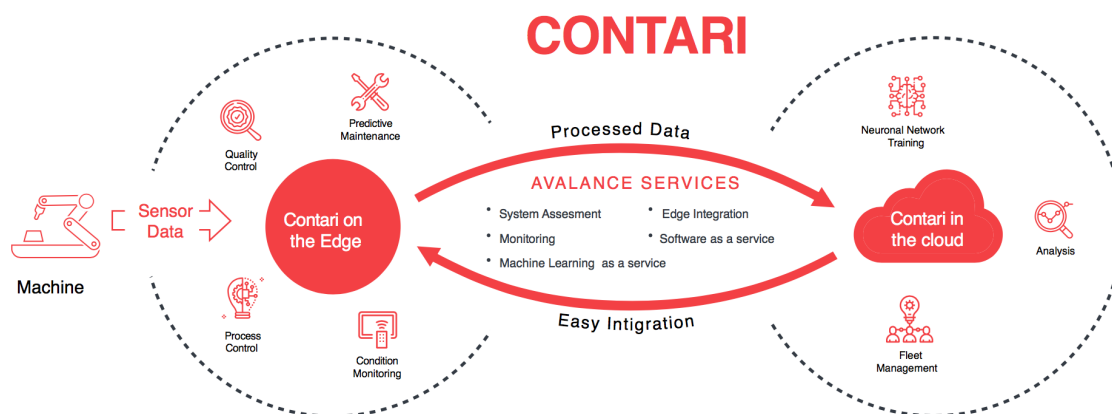 CONTARI
Predictive
Maintenance
Quality
Control
Neuronal Network
Training
Processed Data
AVALANCE SERVICES
• System Assesment
• Edge Integration
• Monitoring
• Software as a service
• Machine Learning as a service
Sensor
Data
Contari on
the Edge
Contari in
the cloud
Analysis
Machine
Process
Control
Condition
Monitoring
Easy Intigration
Fleet
Management